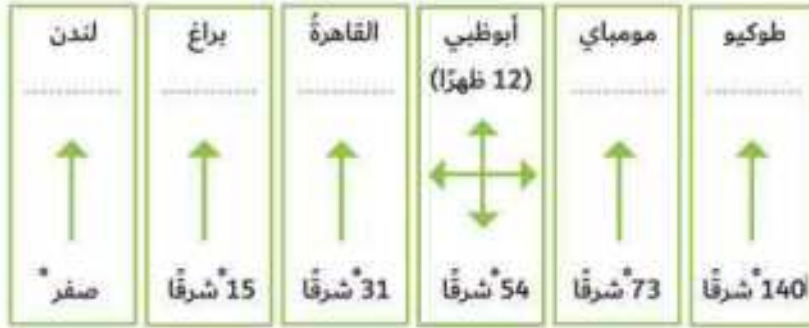 طوكيو
140° شرقًا
مومباي
73° شرقًا
أبوظبي
(12 ظهرًا)
54° شرقًا
القاهرةُ
31° شرقًا
براغ
15° شرقًا
لندن
صفر°